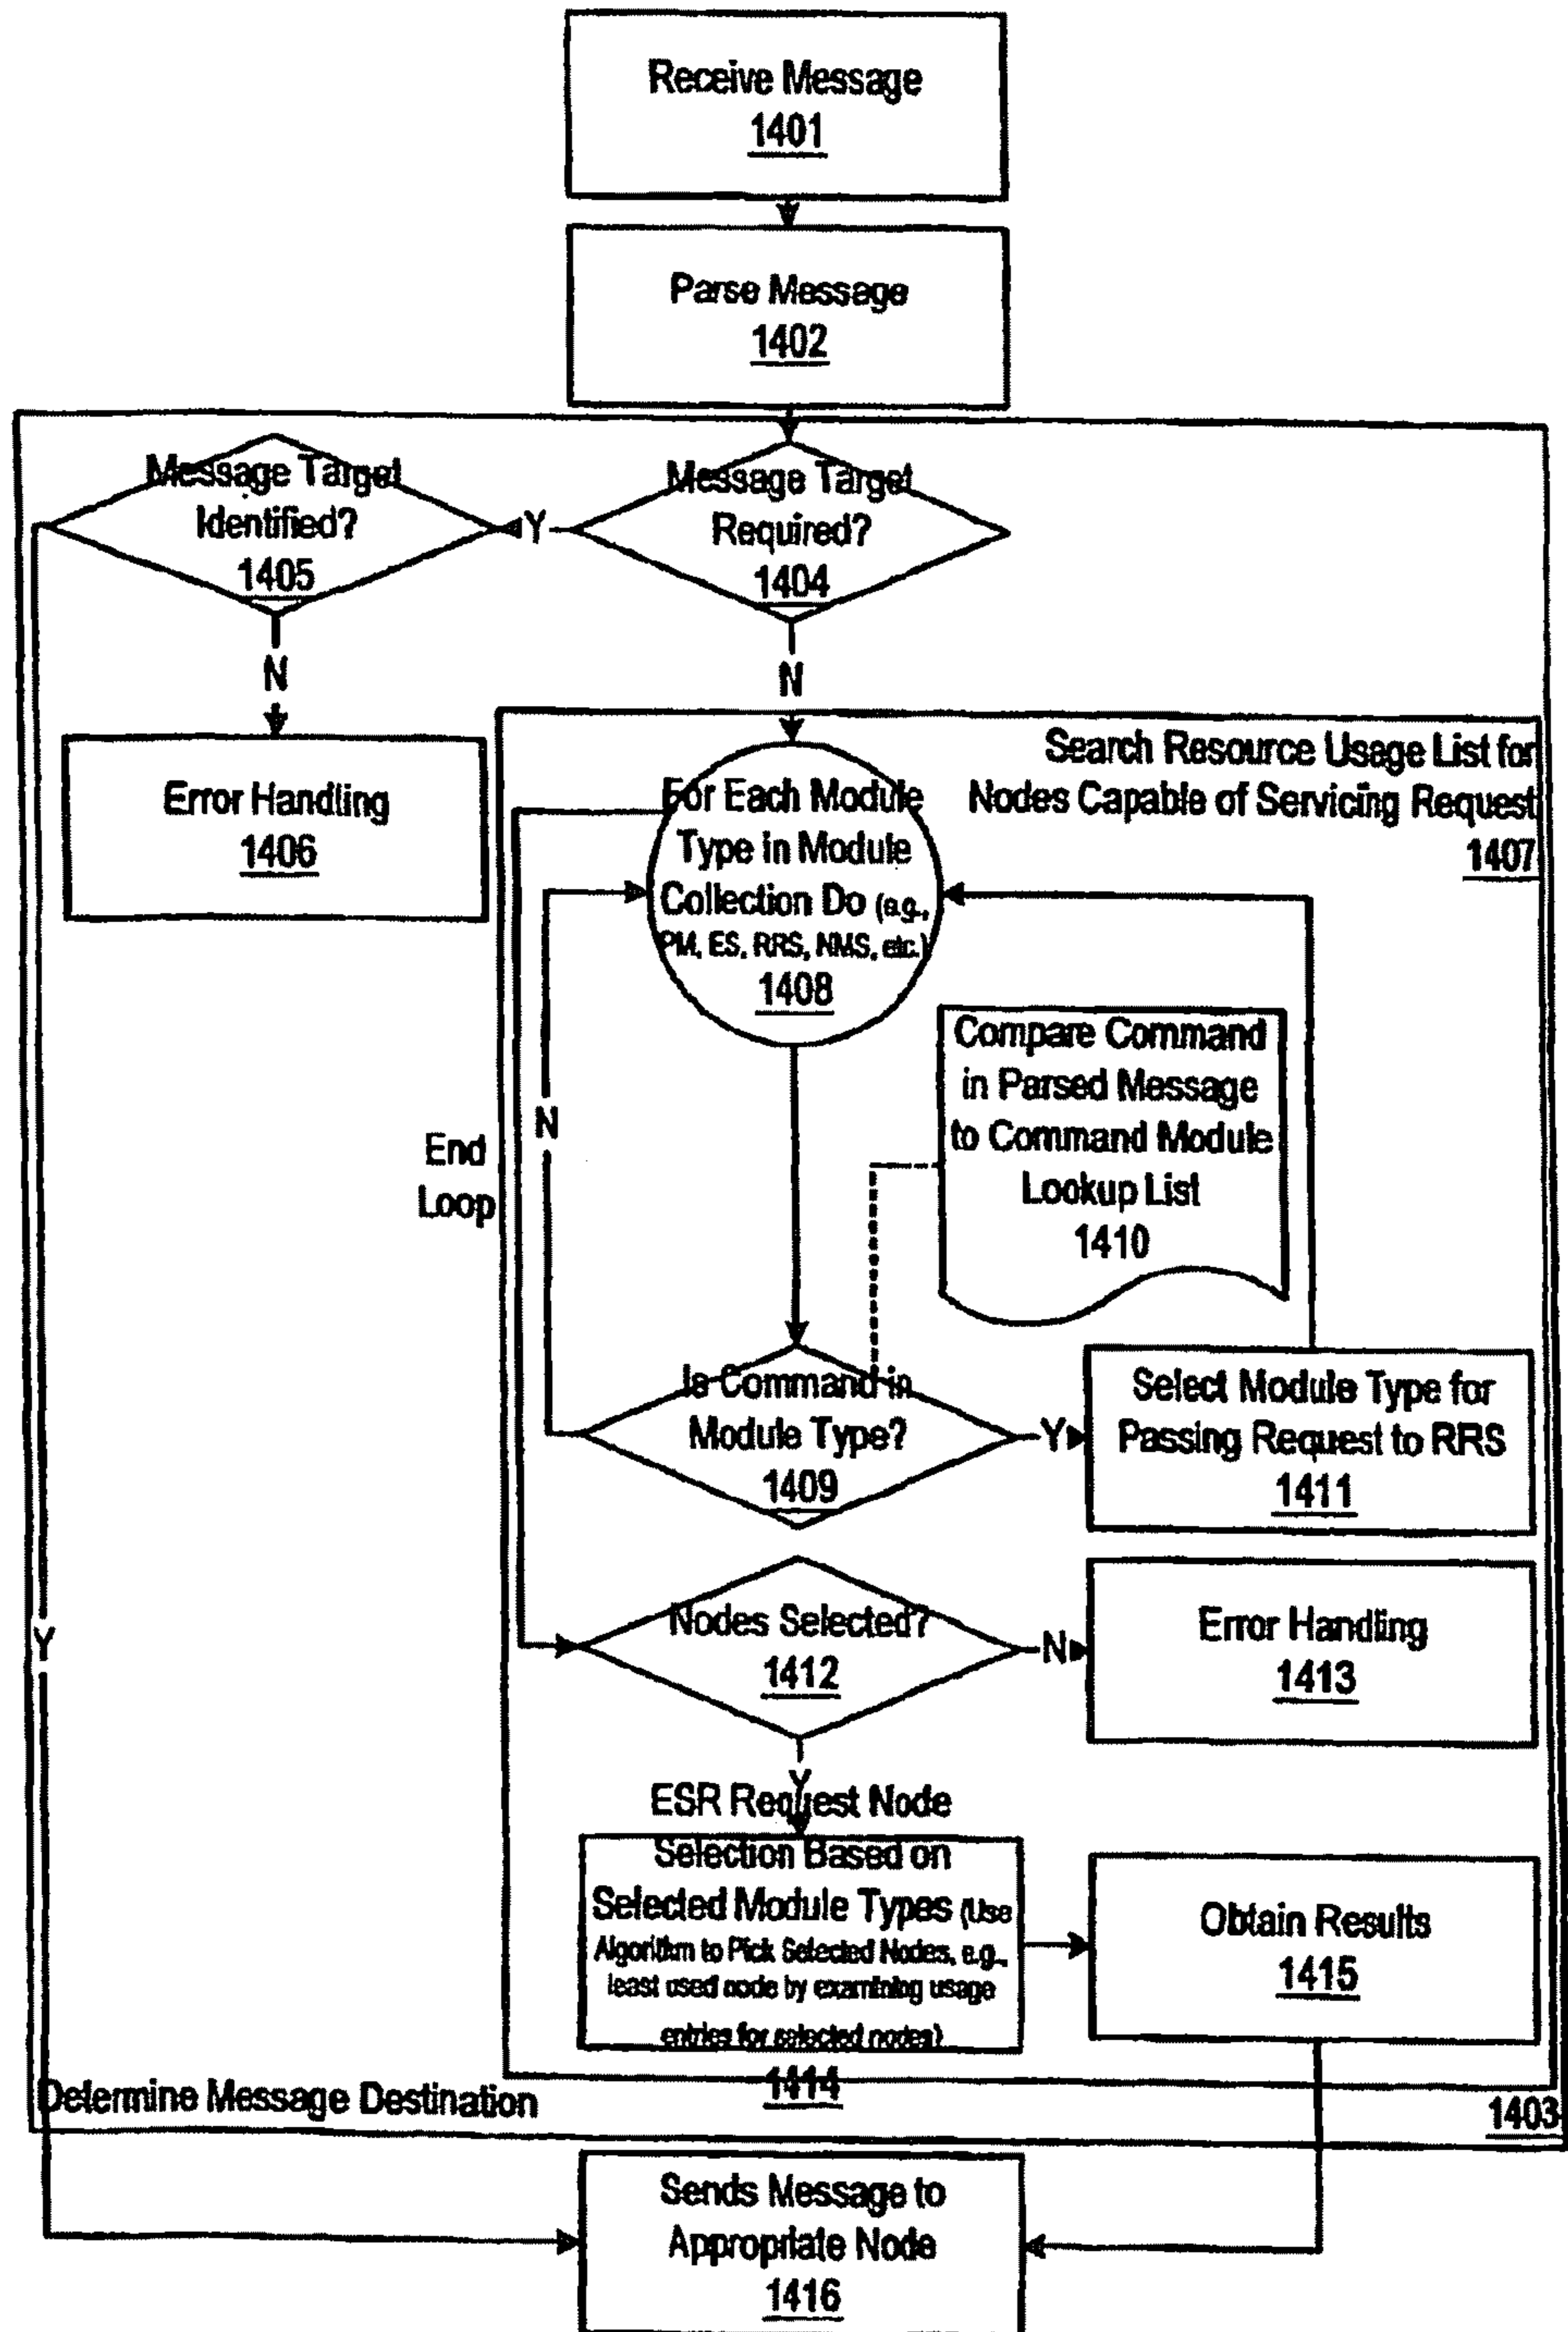 Receive Message
1401
Parse Message
1402
Message Target
Identified?
1405
Y
Message Target
Required?
1404
N
N
Error Handling
1406
Search Resource Usage List for
Nodes Capable of Servicing Request
1407
For Each Module
Type in Module
Collection Do (e.g.,
PM, ES, RRS, NMS, etc.)
1408
End
Loop
N
Compare Command
in Parsed Message
to Command Module
Lookup List
1410
Is Command in
Module Type?
1409
Y
Select Module Type for
Passing Request to RRS
1411
Y
Nodes Selected?
1412
N
Error Handling
1413
Y
ESR Request Node
Selection Based on
Selected Module Types (Use
Algorithm to Pick Selected Nodes, e.g.,
least used node by examining usage
entries for selected nodes)
1414
Obtain Results
1415
Determine Message Destination
1403
Sends Message to
Appropriate Node
1416